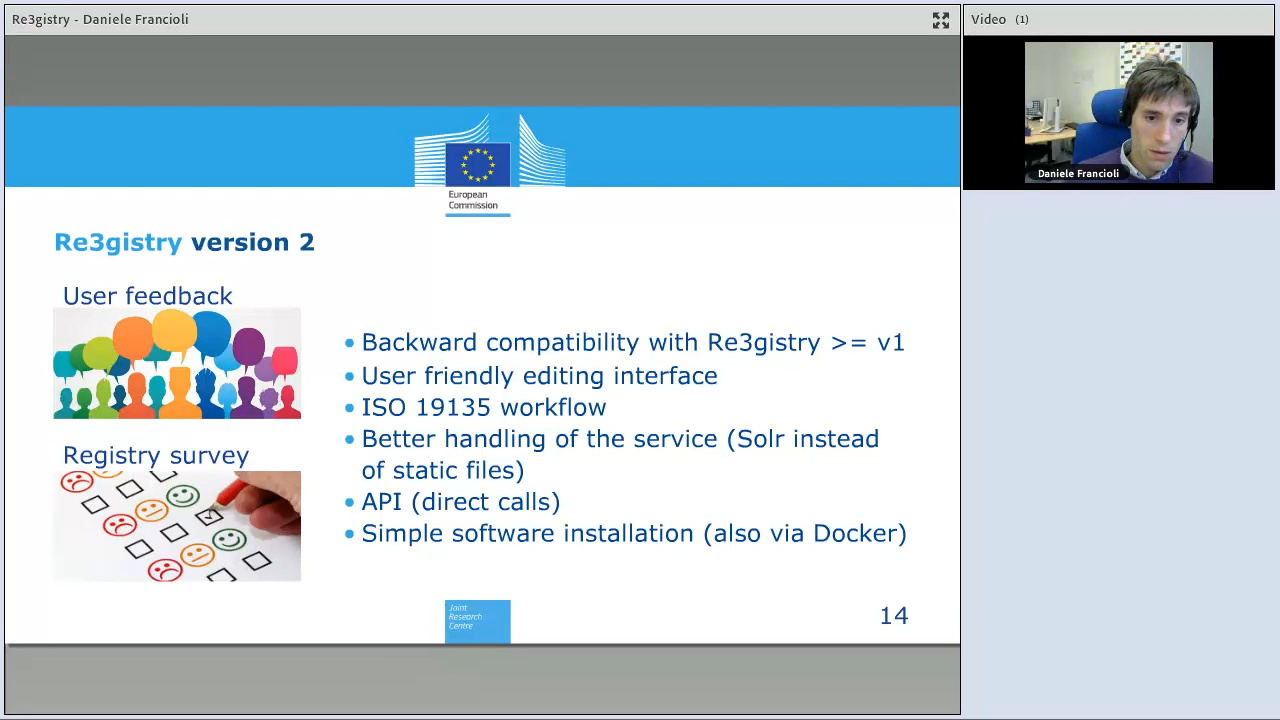 Re3gistry - Daniele Francioli
Video (1)
Daniele Francioli
European
Commission
Re3gistry version 2
User feedback
Registry survey
• Backward compatibility with Re3gistry >= v1
• User friendly editing interface
• ISO 19135 workflow
• Better handling of the service (Solr instead
of static files)
• API (direct calls)
• Simple software installation (also via Docker)
Joint
Research
Centre
14